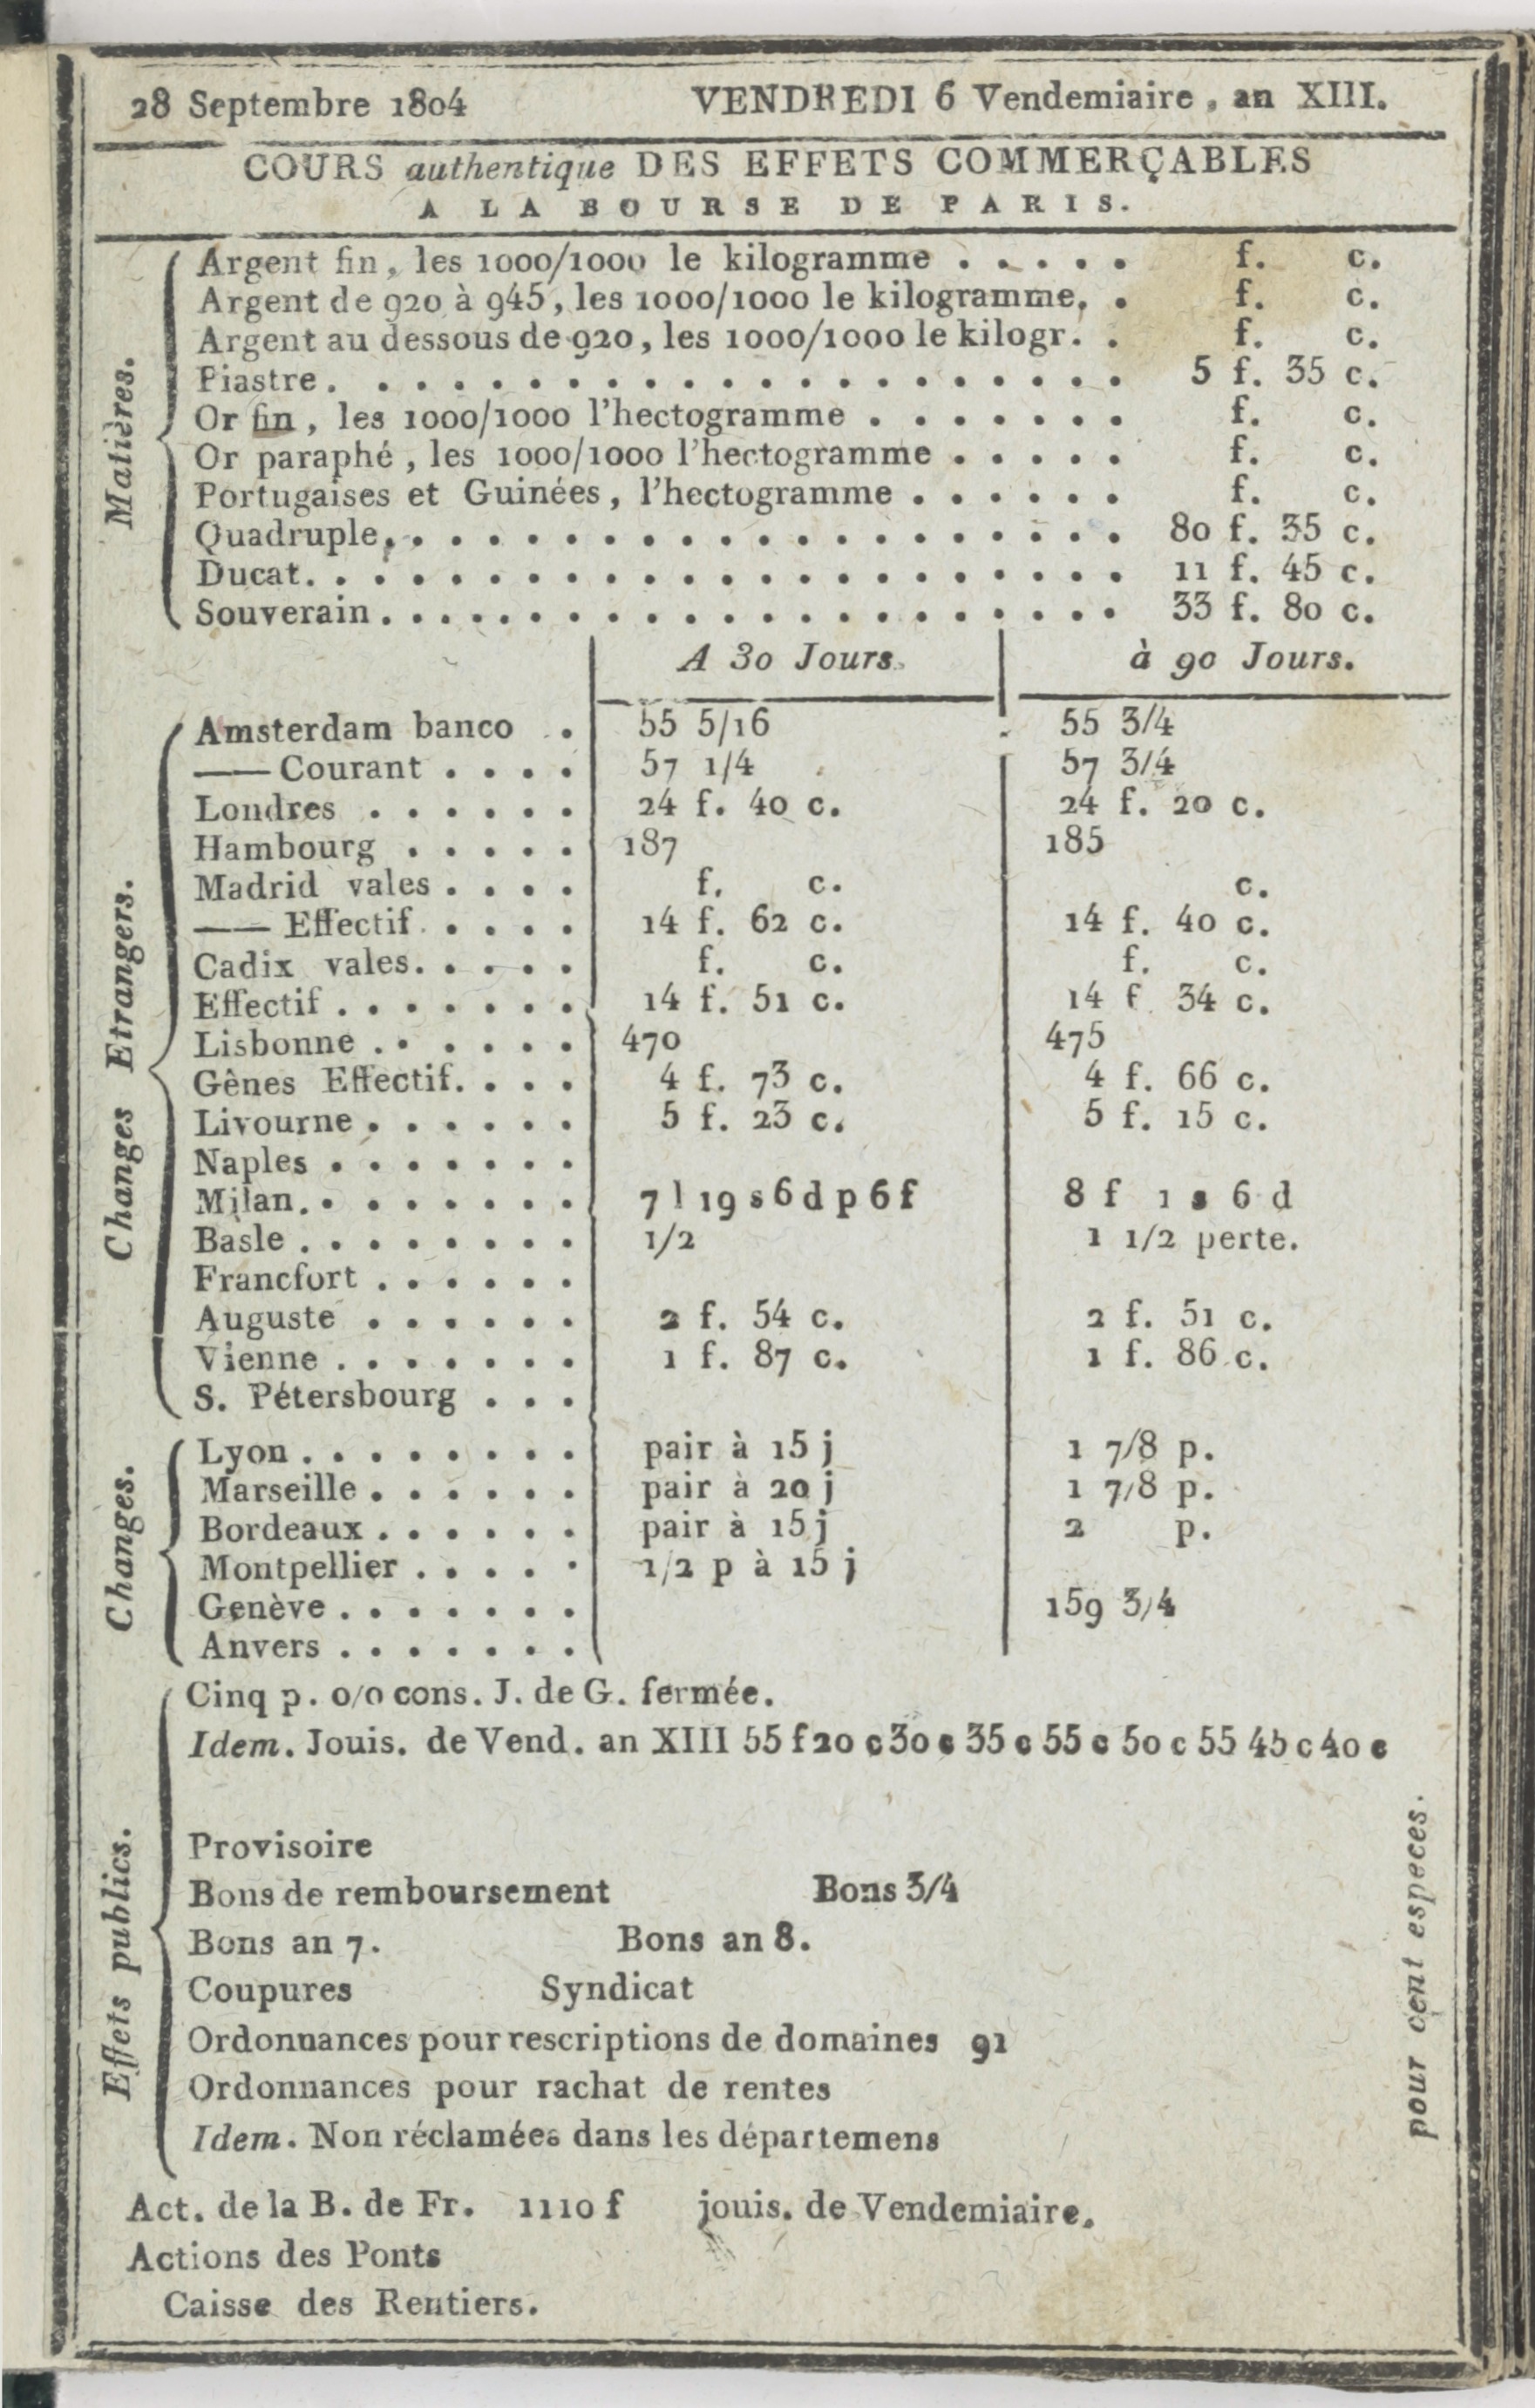 28 Septembre 1804 VENDREDI 6 Vendemiaire, an XIII.
COURS authentique DES EFFETS COMMERÇABLES
A LA BOURSE DE PARIS.
Matières.
Argent fin, les 1000/1000 le kilogramme . . . . . f. c.
Argent de 920 à 945, les 1000/1000 le kilogramme, . f. c.
Argent au dessous de 920, les 1000/1000 le kilogr. . f. c.
Piastre. . . . . . . . . . . . . . . . . . . . . 5 f. 35 c.
Or fin, les 1000/1000 l'hectogramme . . . . . . . f. c.
Or paraphé, les 1000/1000 l'hectogramme . . . . . f. c.
Portugaises et Guinées, l'hectogramme . . . . . . f. c.
Quadruple. . . . . . . . . . . . . . . . . . . . 80 f. 35 c.
Ducat. . . . . . . . . . . . . . . . . . . . . . 11 f. 45 c.
Souverain . . . . . . . . . . . . . . . . . . . . 33 f. 80 c.
A 30 Jours. à 90 Jours.
Changes Etrangers.
Amsterdam banco . 55 5/16 55 3/4
—— Courant . . . . 57 1/4 57 3/4
Londres . . . . . . 24 f. 40 c. 24 f. 20 c.
Hambourg . . . . . 187 185
Madrid vales . . . . f. c. c.
—— Effectif . . . . 14 f. 62 c. 14 f. 40 c.
Cadix vales. . . . . f. c. f. c.
Effectif . . . . . . . 14 f. 51 c. 14 f 34 c.
Lisbonne . . . . . . 470 475
Gênes Effectif. . . . 4 f. 73 c. 4 f. 66 c.
Livourne . . . . . . 5 f. 23 c. 5 f. 15 c.
Naples . . . . . . .
Milan. . . . . . . . 7 l 19 s 6 d p 6 f 8 f 1 s 6 d
Basle . . . . . . . . 1/2 1 1/2 perte.
Francfort . . . . . .
Auguste . . . . . . 2 f. 54 c. 2 f. 51 c.
Vienne . . . . . . . 1 f. 87 c. 1 f. 86 c.
S. Pétersbourg . . .
Changes.
Lyon . . . . . . . . pair à 15 j 1 7/8 p.
Marseille . . . . . . pair à 20 j 1 7/8 p.
Bordeaux . . . . . . pair à 15 j 2 p.
Montpellier . . . . . 1/2 p à 15 j
Genève . . . . . . . 159 3/4
Anvers . . . . . . .
Effets publics.
Cinq p. 0/0 cons. J. de G. fermée.
Idem. Jouis. de Vend. an XIII 55 f 20 c 30 c 35 c 55 c 50 c 55 45 c 40 c
Provisoire
Bons de remboursement Bons 3/4
Bons an 7. Bons an 8.
Coupures Syndicat
Ordonnances pour rescriptions de domaines 91
Ordonnances pour rachat de rentes
Idem. Non réclamées dans les départemens
pour cent especes.
Act. de la B. de Fr. 1110 f jouis. de Vendemiaire.
Actions des Ponts
Caisse des Rentiers.